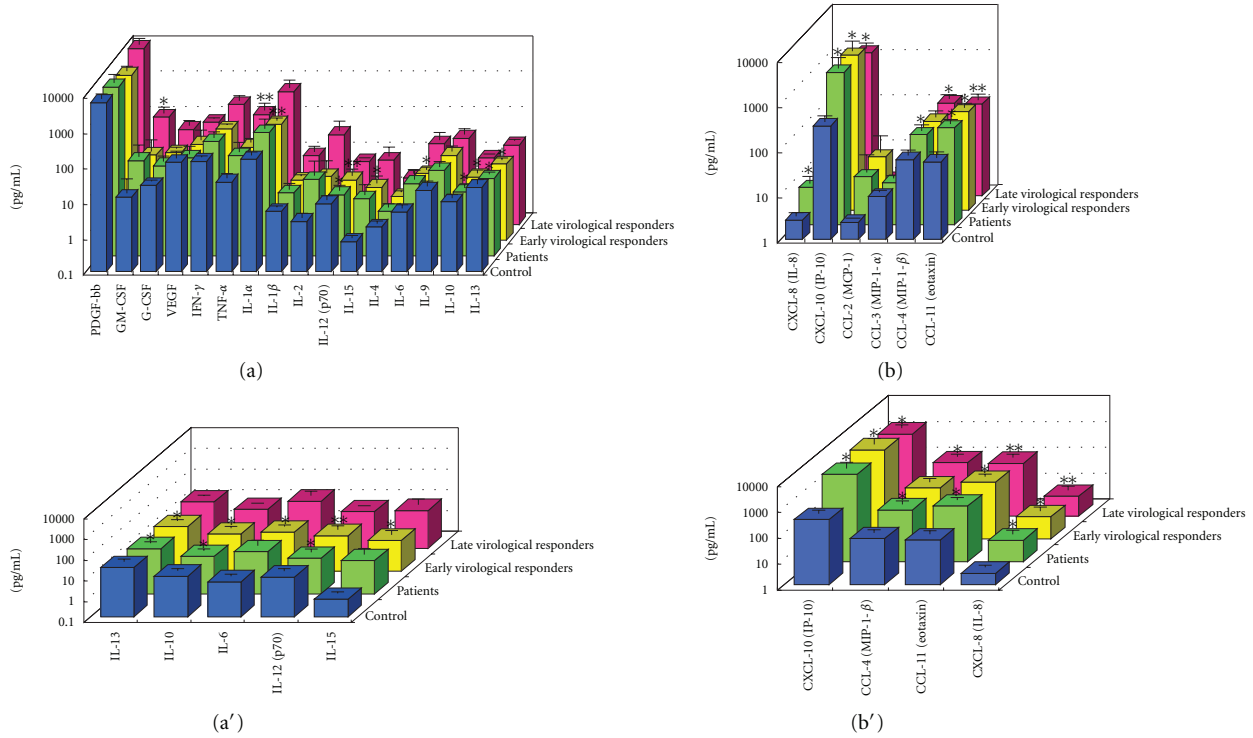 10000
1000
100
10
1
0.1
(pg/mL)
PDGF-bb
GM-CSF
G-CSF
VEGF
IFN-γ
TNF-α
IL-1α
IL-1β
IL-2
IL-12 (p70)
IL-15
IL-4
IL-6
IL-9
IL-10
IL-13
Late virological responders
Early virological responders
Patients
Control
*
**
**
**
*
*
*
*
(a)
10000
1000
100
10
1
(pg/mL)
CXCL-8 (IL-8)
CXCL-10 (IP-10)
CCL-2 (MCP-1)
CCL-3 (MIP-1-α)
CCL-4 (MIP-1-β)
CCL-11 (eotaxin)
Late virological responders
Early virological responders
Patients
Control
*
*
*
*
*
*
*
*
*
**
(b)
10000
1000
100
10
1
0.1
(pg/mL)
IL-13
IL-10
IL-6
IL-12 (p70)
IL-15
Late virological responders
Early virological responders
Patients
Control
*
*
*
**
*
*
*
*
(a′)
10000
1000
100
10
1
(pg/mL)
CXCL-10 (IP-10)
CCL-4 (MIP-1-β)
CCL-11 (eotaxin)
CXCL-8 (IL-8)
Late virological responders
Early virological responders
Patients
Control
*
*
*
*
**
*
*
*
**
*
*
(b′)